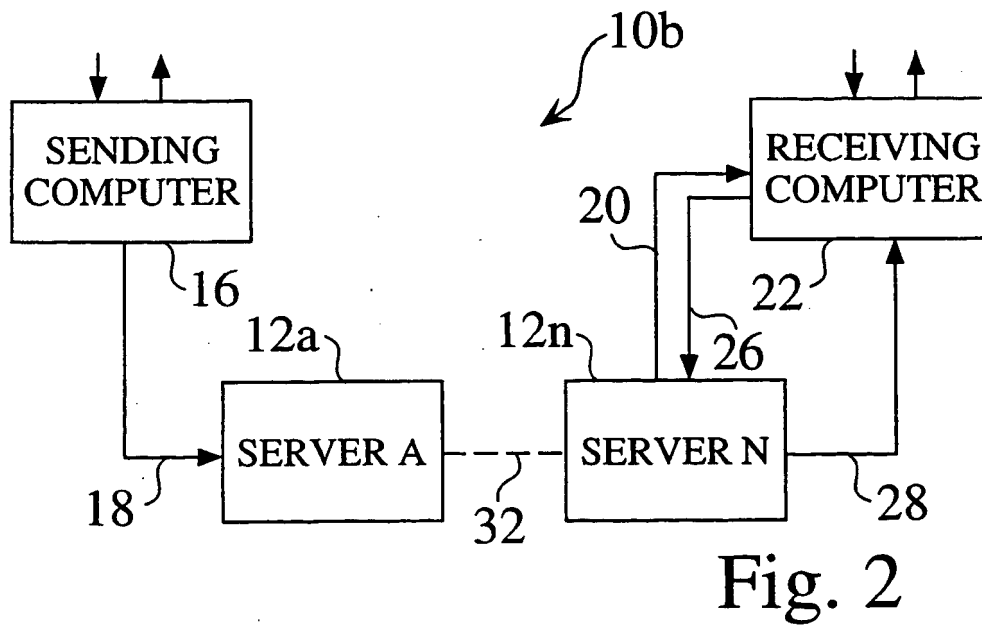 10b
SENDING
COMPUTER
RECEIVING
COMPUTER
20
16
22
26
12a
12n
SERVER A
SERVER N
18
32
28
Fig. 2